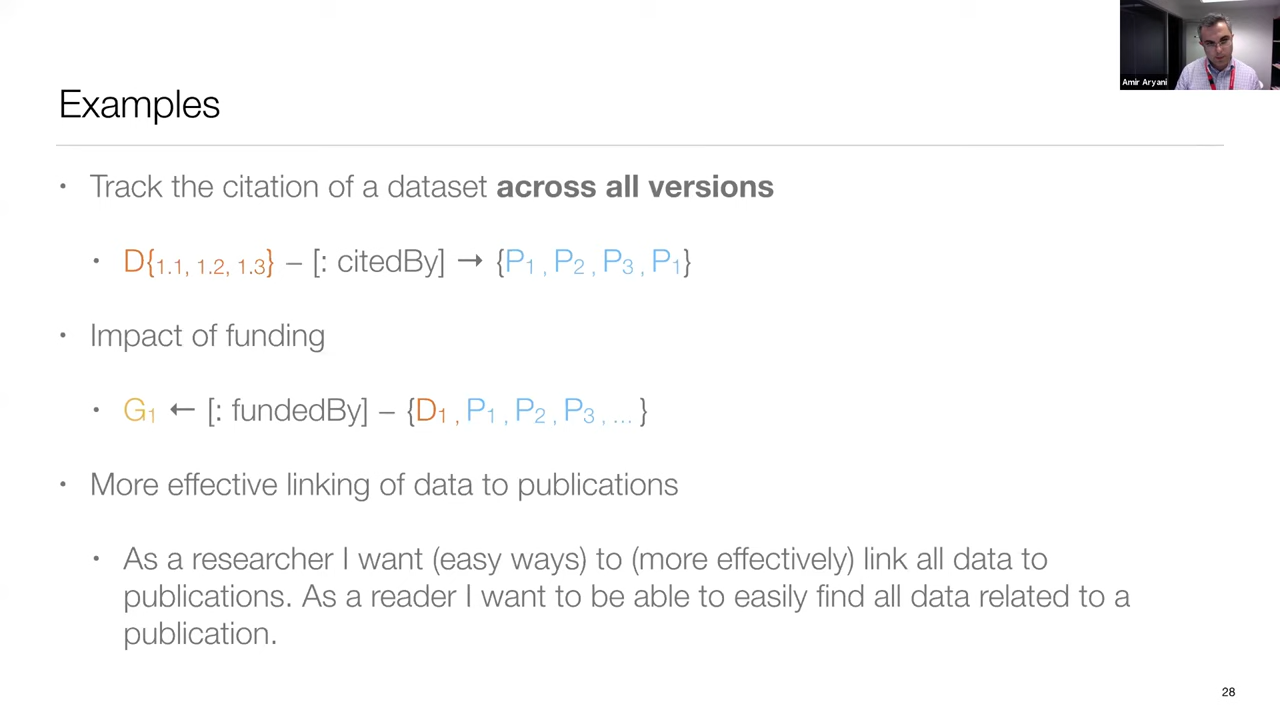 Amir Aryani
Examples
• Track the citation of a dataset across all versions
• D{1.1, 1.2, 1.3} – [: citedBy] → {P1 , P2 , P3 , P1}
• Impact of funding
• G1 ← [: fundedBy] – {D1 , P1 , P2 , P3 , ... }
• More effective linking of data to publications
• As a researcher I want (easy ways) to (more effectively) link all data to
publications. As a reader I want to be able to easily find all data related to a
publication.
28